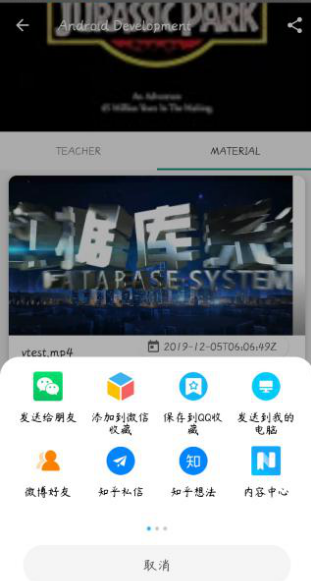 JURASSIC PARK
Android Development
An Adventure
65 Million Years In The Making.
TEACHER
MATERIAL
数据库系
DATABASE SYSTEM
vtest.mp4
2019-12-05T06:06:49Z
发送给朋友
添加到微信
收藏
保存到QQ收
藏
发送到我的
电脑
微博好友
知乎私信
知
知乎想法
内容中心
取消